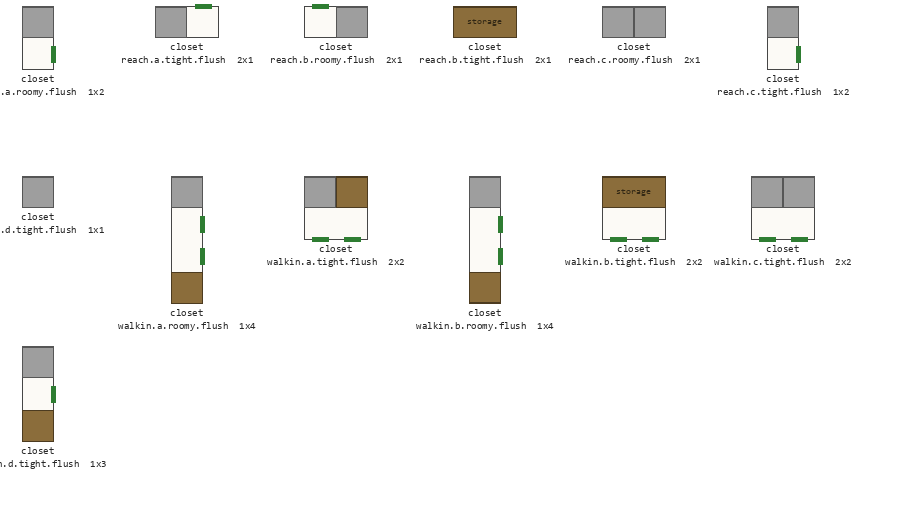 storage
closet closet closet closet closet closet
.a.roomy.flush 1x2 reach.a.tight.flush 2x1 reach.b.roomy.flush 2x1 reach.b.tight.flush 2x1 reach.c.roomy.flush 2x1 reach.c.tight.flush 1x2
storage
closet closet closet closet closet closet
.d.tight.flush 1x1 walkin.a.roomy.flush 1x4 walkin.a.tight.flush 2x2 walkin.b.roomy.flush 1x4 walkin.b.tight.flush 2x2 walkin.c.tight.flush 2x2
closet
.d.tight.flush 1x3